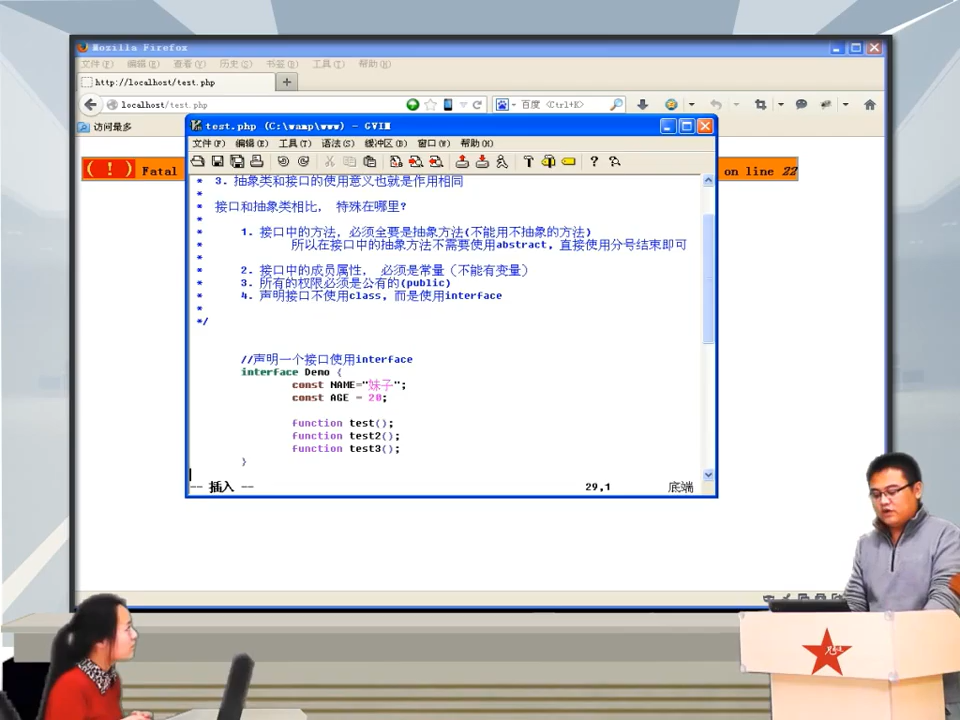 Mozilla Firefox
文件(F) 编辑(E) 查看(V) 历史(S) 书签(B) 工具(T) 帮助(H)
http://localhost/test.php
localhost/test.php
百度 <Ctrl+K>
访问最多
( ! ) Fatal
on line 22
test.php (C:\wamp\www) - GVIM
文件(F) 编辑(E) 工具(T) 语法(S) 缓冲区(B) 窗口(W) 帮助(H)
* 3. 抽象类和接口的使用意义也就是作用相同
*
* 接口和抽象类相比， 特殊在哪里?
*
* 1. 接口中的方法，必须全要是抽象方法(不能用不抽象的方法)
* 所以在接口中的抽象方法不需要使用abstract，直接使用分号结束即可
*
* 2. 接口中的成员属性， 必须是常量（不能有变量）
* 3. 所有的权限必须是公有的(public)
* 4. 声明接口不使用class，而是使用interface
*
*/
//声明一个接口使用interface
interface Demo {
const NAME="妹子";
const AGE = 20;
function test();
function test2();
function test3();
}
-- 插入 --
29,1
底端